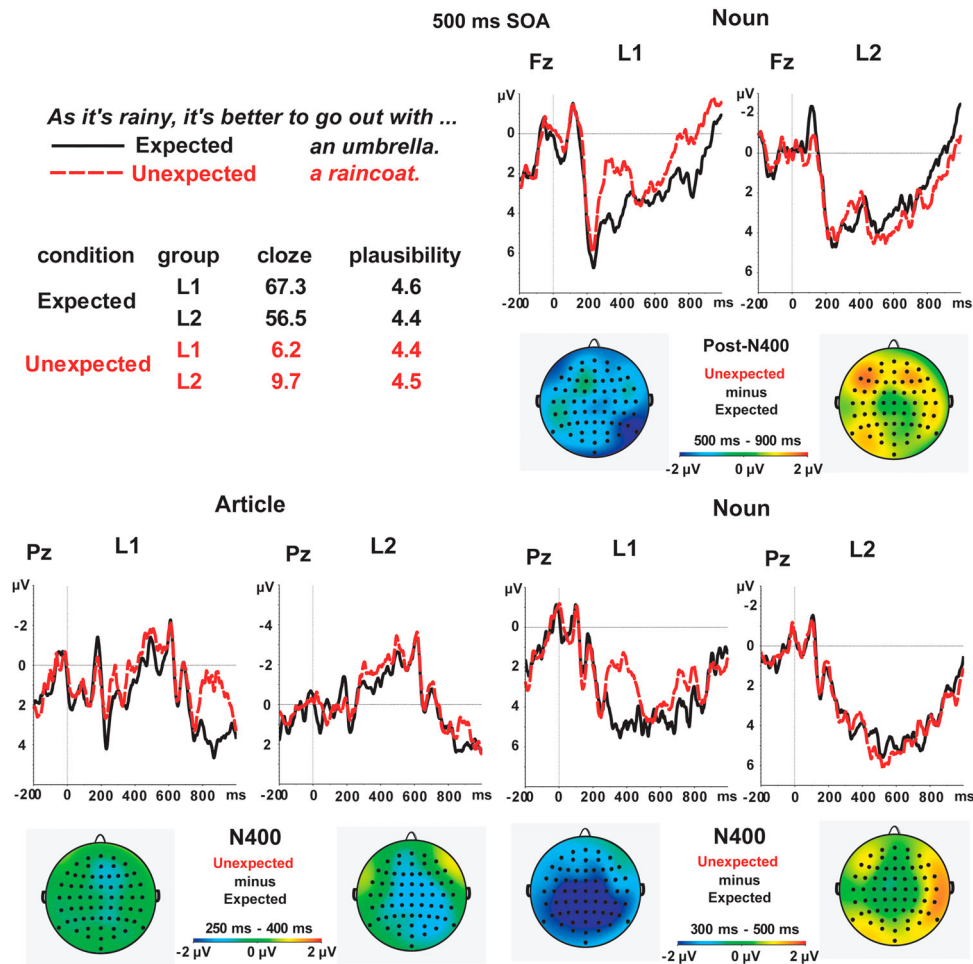 500 ms SOA
Noun
Fz L1
Fz L2
As it's rainy, it's better to go out with ...
Expected an umbrella.
Unexpected a raincoat.
condition group cloze plausibility
Expected L1 67.3 4.6
L2 56.5 4.4
Unexpected L1 6.2 4.4
L2 9.7 4.5
µV
0
2
4
6
-200 0 200 400 600 800 ms
µV
-2
0
2
4
6
-200 0 200 400 600 800 ms
Post-N400
Unexpected
minus
Expected
500 ms - 900 ms
-2 µV 0 µV 2 µV
Article
Noun
Pz L1
Pz L2
Pz L1
Pz L2
µV
-2
0
2
4
-200 0 200 400 600 800 ms
µV
-4
-2
0
2
-200 0 200 400 600 800 ms
µV
0
2
4
6
-200 0 200 400 600 800 ms
µV
-2
0
2
4
6
-200 0 200 400 600 800 ms
N400
Unexpected
minus
Expected
250 ms - 400 ms
-2 µV 0 µV 2 µV
N400
Unexpected
minus
Expected
300 ms - 500 ms
-2 µV 0 µV 2 µV